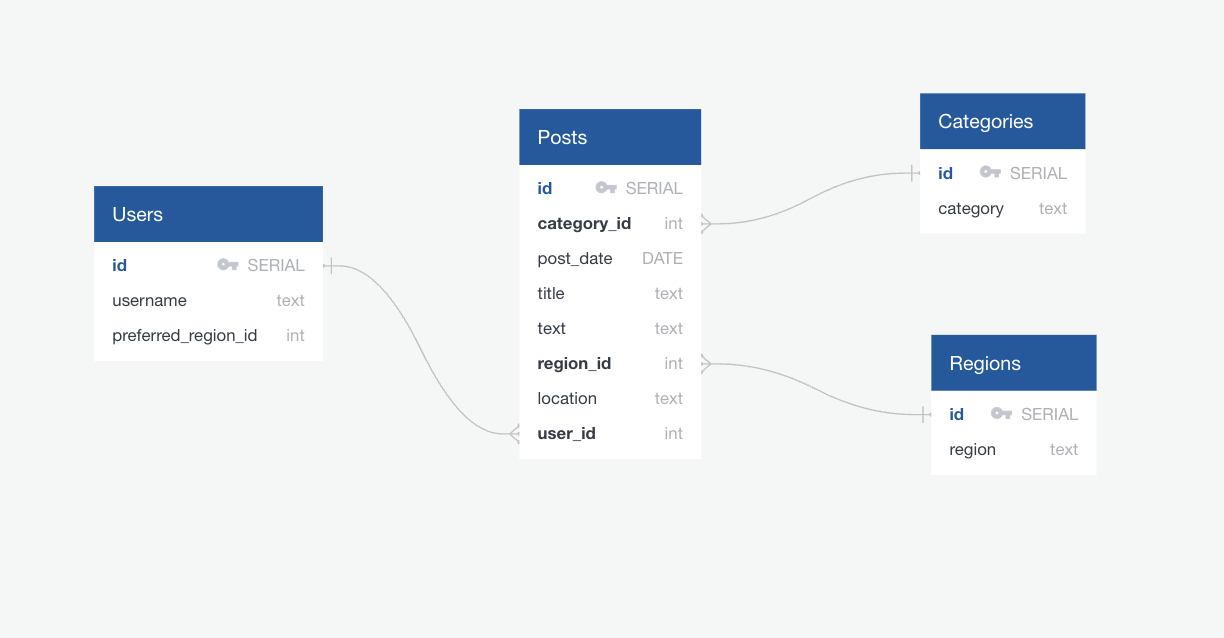 Users
id SERIAL
username text
preferred_region_id int
Posts
id SERIAL
category_id int
post_date DATE
title text
text text
region_id int
location text
user_id int
Categories
id SERIAL
category text
Regions
id SERIAL
region text